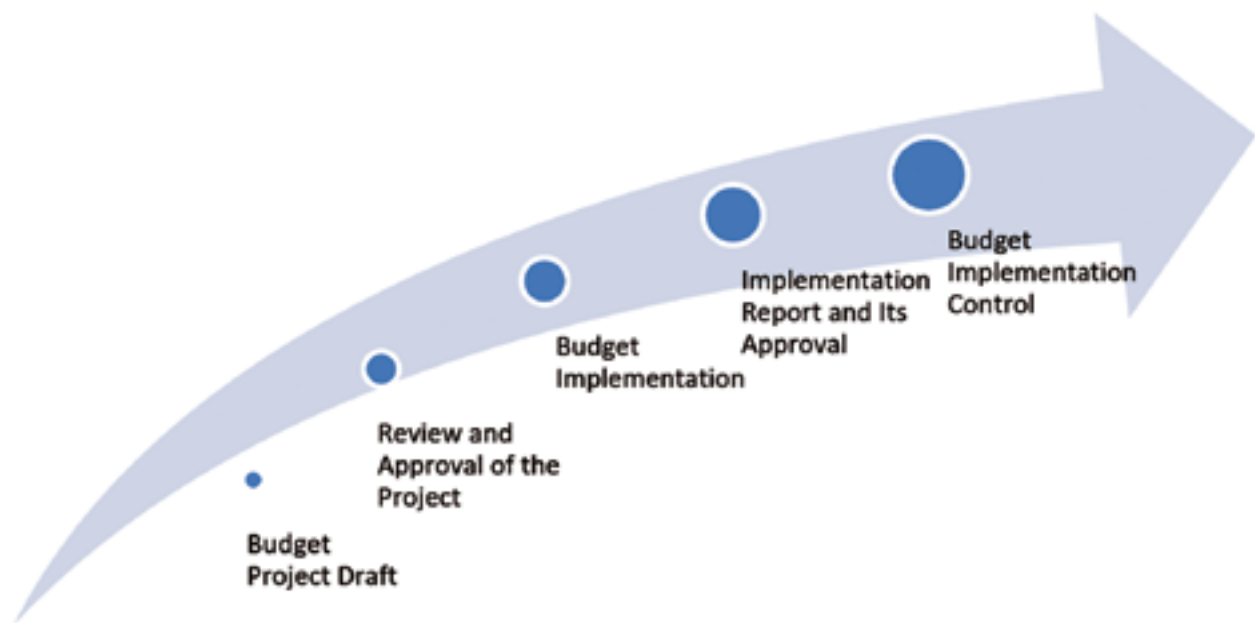 Budget
Project Draft
Review and
Approval of the
Project
Budget
Implementation
Implementation
Report and Its
Approval
Budget
Implementation
Control